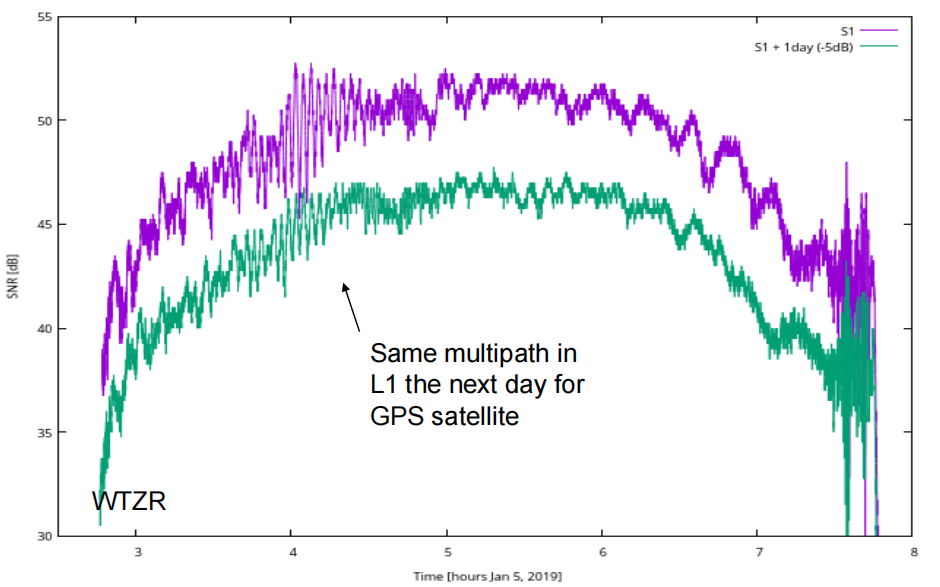 55
50
45
40
35
30
SNR [dB]
S1
S1 + 1day (-5dB)
Same multipath in
L1 the next day for
GPS satellite
WTZR
3 4 5 6 7 8
Time [hours Jan 5, 2019]